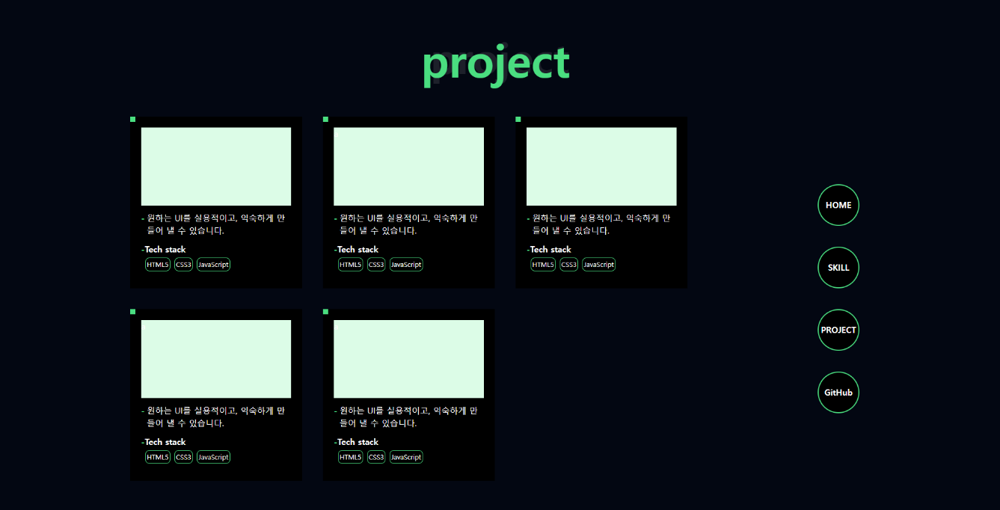 project
- 원하는 UI를 실용적이고, 익숙하게 만
들어 낼 수 있습니다.
-Tech stack
HTML5 CSS3 JavaScript
- 원하는 UI를 실용적이고, 익숙하게 만
들어 낼 수 있습니다.
-Tech stack
HTML5 CSS3 JavaScript
- 원하는 UI를 실용적이고, 익숙하게 만
들어 낼 수 있습니다.
-Tech stack
HTML5 CSS3 JavaScript
- 원하는 UI를 실용적이고, 익숙하게 만
들어 낼 수 있습니다.
-Tech stack
HTML5 CSS3 JavaScript
- 원하는 UI를 실용적이고, 익숙하게 만
들어 낼 수 있습니다.
-Tech stack
HTML5 CSS3 JavaScript
HOME
SKILL
PROJECT
GitHub